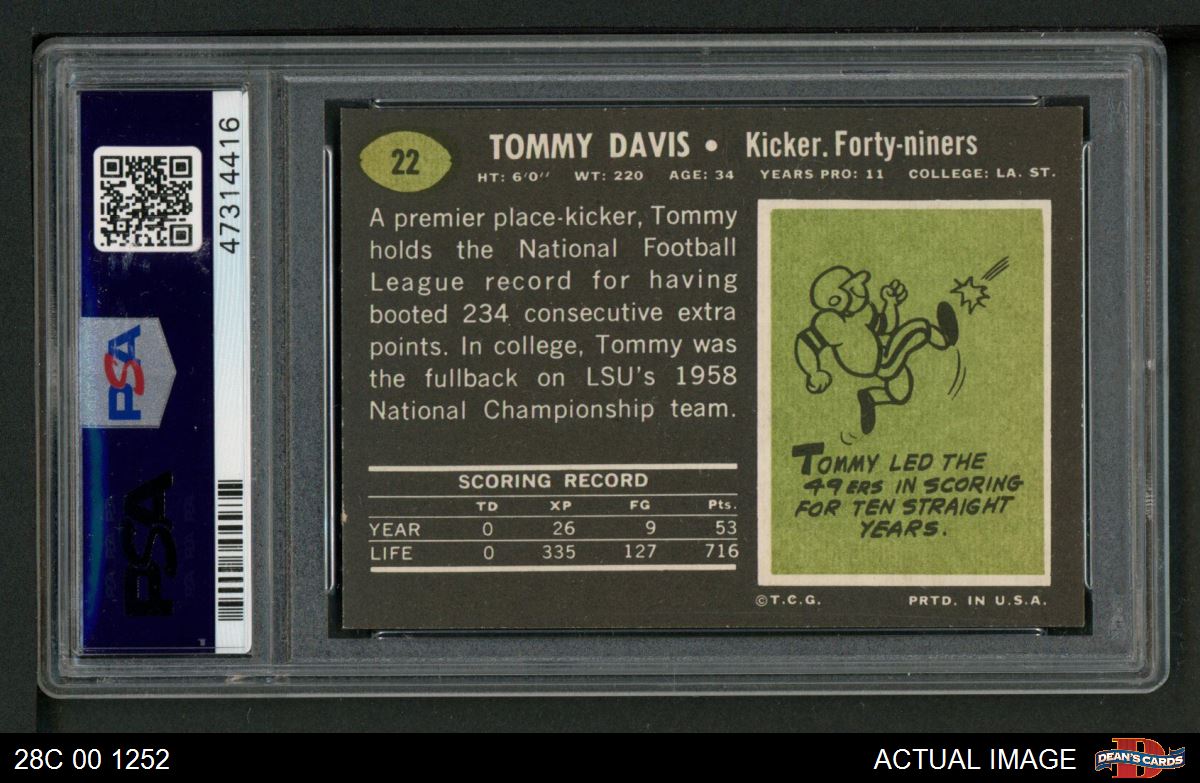 47314416
PSA
PSA
22
TOMMY DAVIS • Kicker. Forty-niners
HT: 6'0'' WT: 220 AGE: 34 YEARS PRO: 11 COLLEGE: LA. ST.
A premier place-kicker, Tommy
holds the National Football
League record for having
booted 234 consecutive extra
points. In college, Tommy was
the fullback on LSU's 1958
National Championship team.
SCORING RECORD
TD XP FG Pts.
YEAR 0 26 9 53
LIFE 0 335 127 716
TOMMY LED THE
49ERS IN SCORING
FOR TEN STRAIGHT
YEARS.
©T.C.G. PRTD. IN U.S.A.
28C 00 1252
ACTUAL IMAGE
DEAN'S CARDS